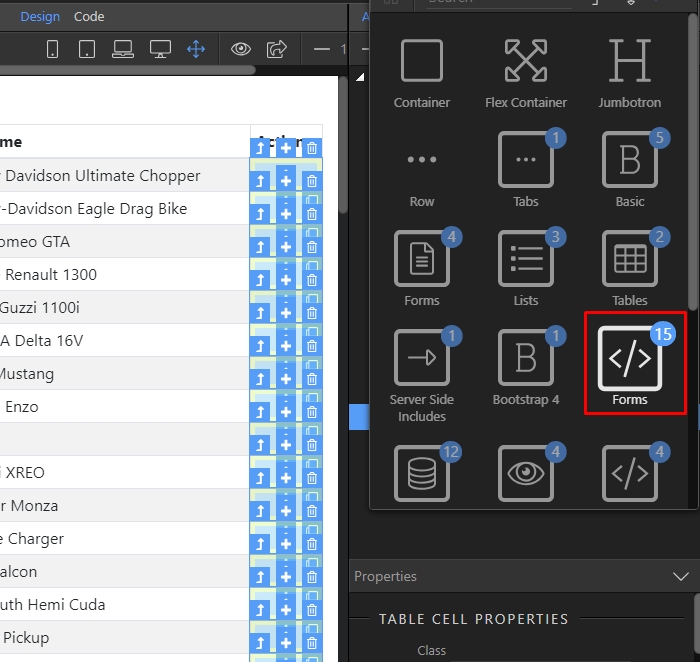 Design Code
1
Search
Container
Flex Container
Jumbotron
Row
1
Tabs
5
Basic
4
Forms
3
Lists
2
Tables
1
Server Side
Includes
1
Bootstrap 4
15
Forms
12
4
4
me
Davidson Ultimate Chopper
-Davidson Eagle Drag Bike
omeo GTA
Renault 1300
Guzzi 1100i
A Delta 16V
Mustang
Enzo
i XREO
r Monza
e Charger
alcon
uth Hemi Cuda
Pickup
Properties
TABLE CELL PROPERTIES
Class